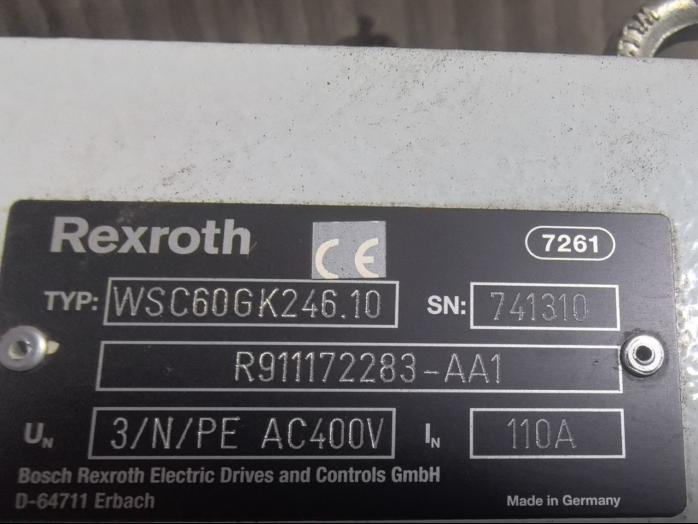 Rexroth CE 7261
TYP: WSC60GK246.10 SN: 741310
R911172283-AA1
UN 3/N/PE AC400V IN 110A
Bosch Rexroth Electric Drives and Controls GmbH
D-64711 Erbach Made in Germany